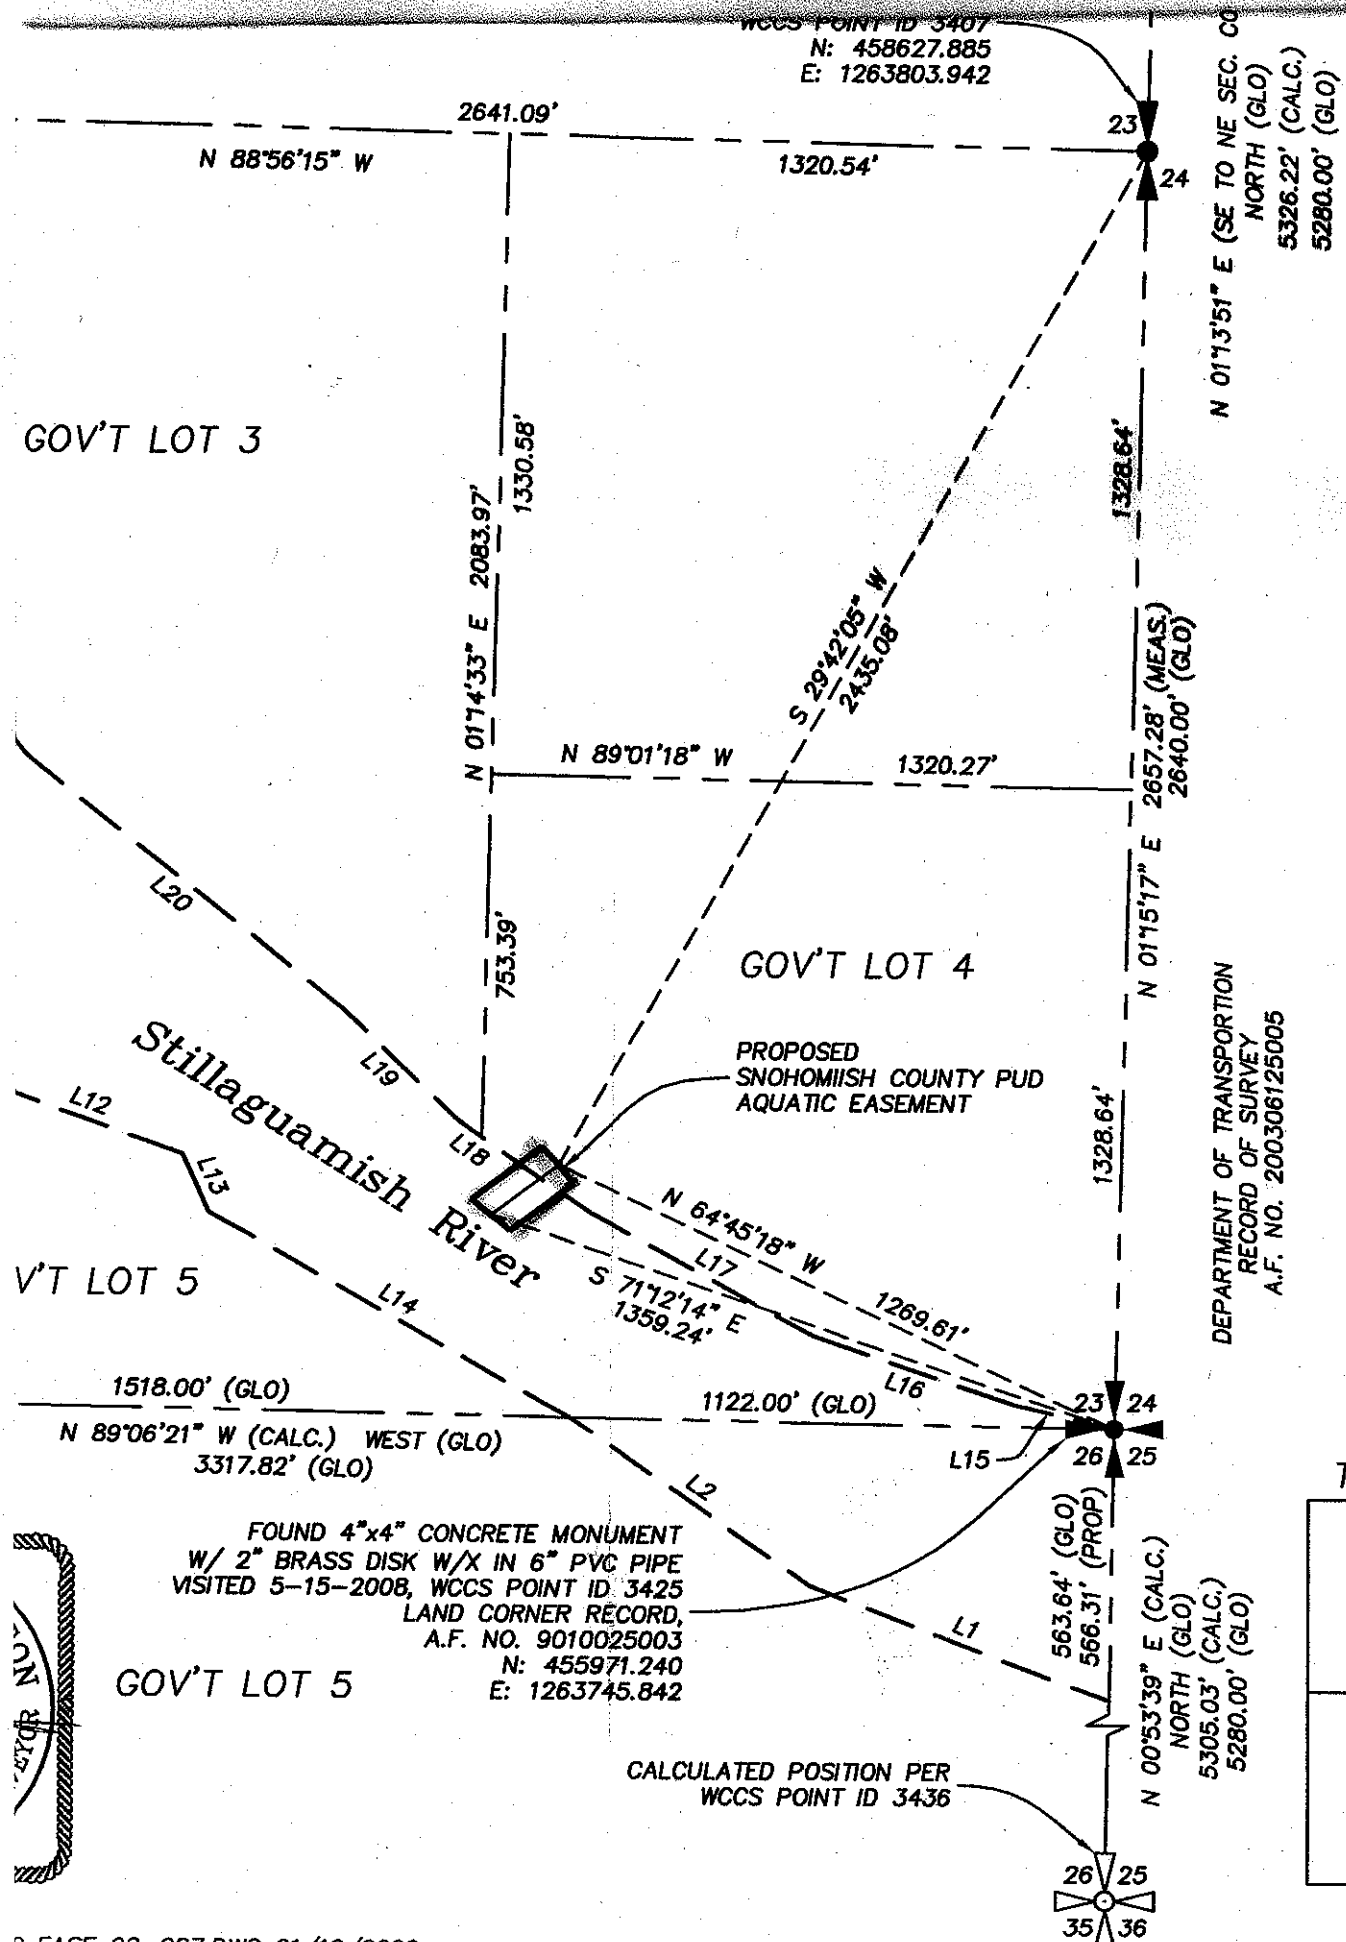 WCCS POINT ID 3407
N: 458627.885
E: 1263803.942
2641.09'
N 88°56'15" W
1320.54'
23
24
N 01°13'51" E (SE TO NE SEC. CO
NORTH (GLO)
5326.22' (CALC.)
5280.00' (GLO)
GOV'T LOT 3
1330.58'
N 01°14'33" E 2083.97'
1328.64'
S 29°42'05" W
2435.08'
N 01°15'17" E 2657.28' (MEAS.)
2640.00' (GLO)
N 89°01'18" W
1320.27'
L20
753.39'
GOV'T LOT 4
Stillaguamish River
L19
PROPOSED
SNOHOMIISH COUNTY PUD
AQUATIC EASEMENT
L12
L18
L13
1328.64'
DEPARTMENT OF TRANSPORTION
RECORD OF SURVEY
A.F. NO. 200306125005
N 64°45'18" W
1269.61'
L17
S 71°12'14" E
1359.24'
V'T LOT 5
L14
L16
1518.00' (GLO)
1122.00' (GLO)
23 24
N 89°06'21" W (CALC.) WEST (GLO)
3317.82' (GLO)
L15
26 25
L2
FOUND 4"x4" CONCRETE MONUMENT
W/ 2" BRASS DISK W/X IN 6" PVC PIPE
VISITED 5-15-2008, WCCS POINT ID 3425
LAND CORNER RECORD,
A.F. NO. 9010025003
N: 455971.240
E: 1263745.842
563.64' (GLO)
566.31' (PROP)
L1
N 00°53'39" E (CALC.)
NORTH (GLO)
5305.03' (CALC.)
5280.00' (GLO)
GOV'T LOT 5
CALCULATED POSITION PER
WCCS POINT ID 3436
26 25
35 36